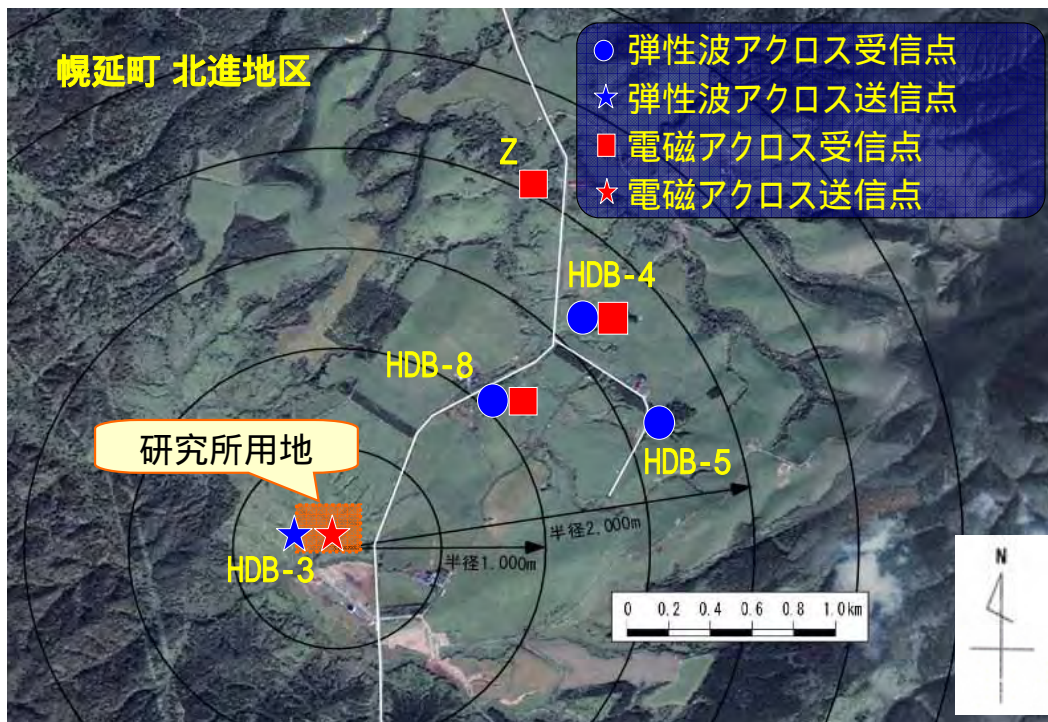 幌延町 北進地区
弾性波アクロス受信点
弾性波アクロス送信点
電磁アクロス受信点
電磁アクロス送信点
Z
HDB-4
HDB-8
研究所用地
HDB-5
半径2,000m
半径1,000m
HDB-3
N
0 0.2 0.4 0.6 0.8 1.0km